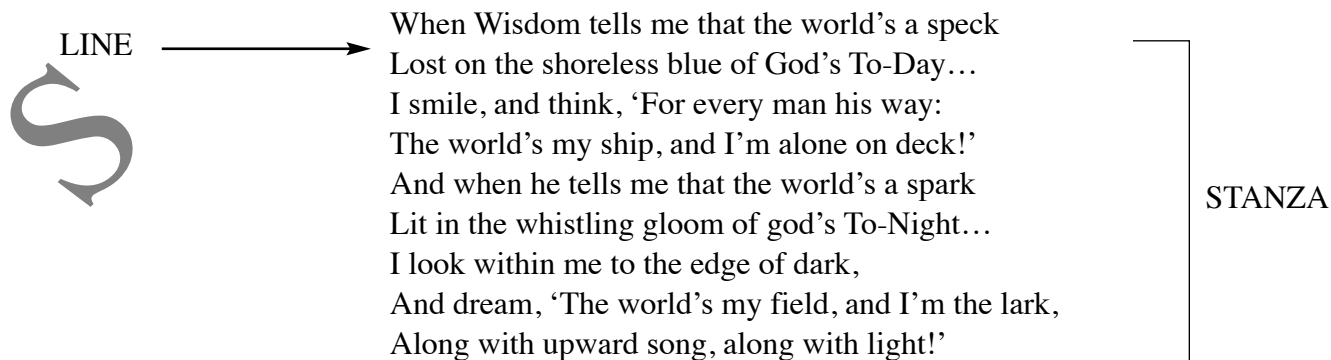 LINE
S
When Wisdom tells me that the world’s a speck
Lost on the shoreless blue of God’s To-Day…
I smile, and think, ‘For every man his way:
The world’s my ship, and I’m alone on deck!’
And when he tells me that the world’s a spark
Lit in the whistling gloom of god’s To-Night…
I look within me to the edge of dark,
And dream, ‘The world’s my field, and I’m the lark,
Along with upward song, along with light!’
STANZA